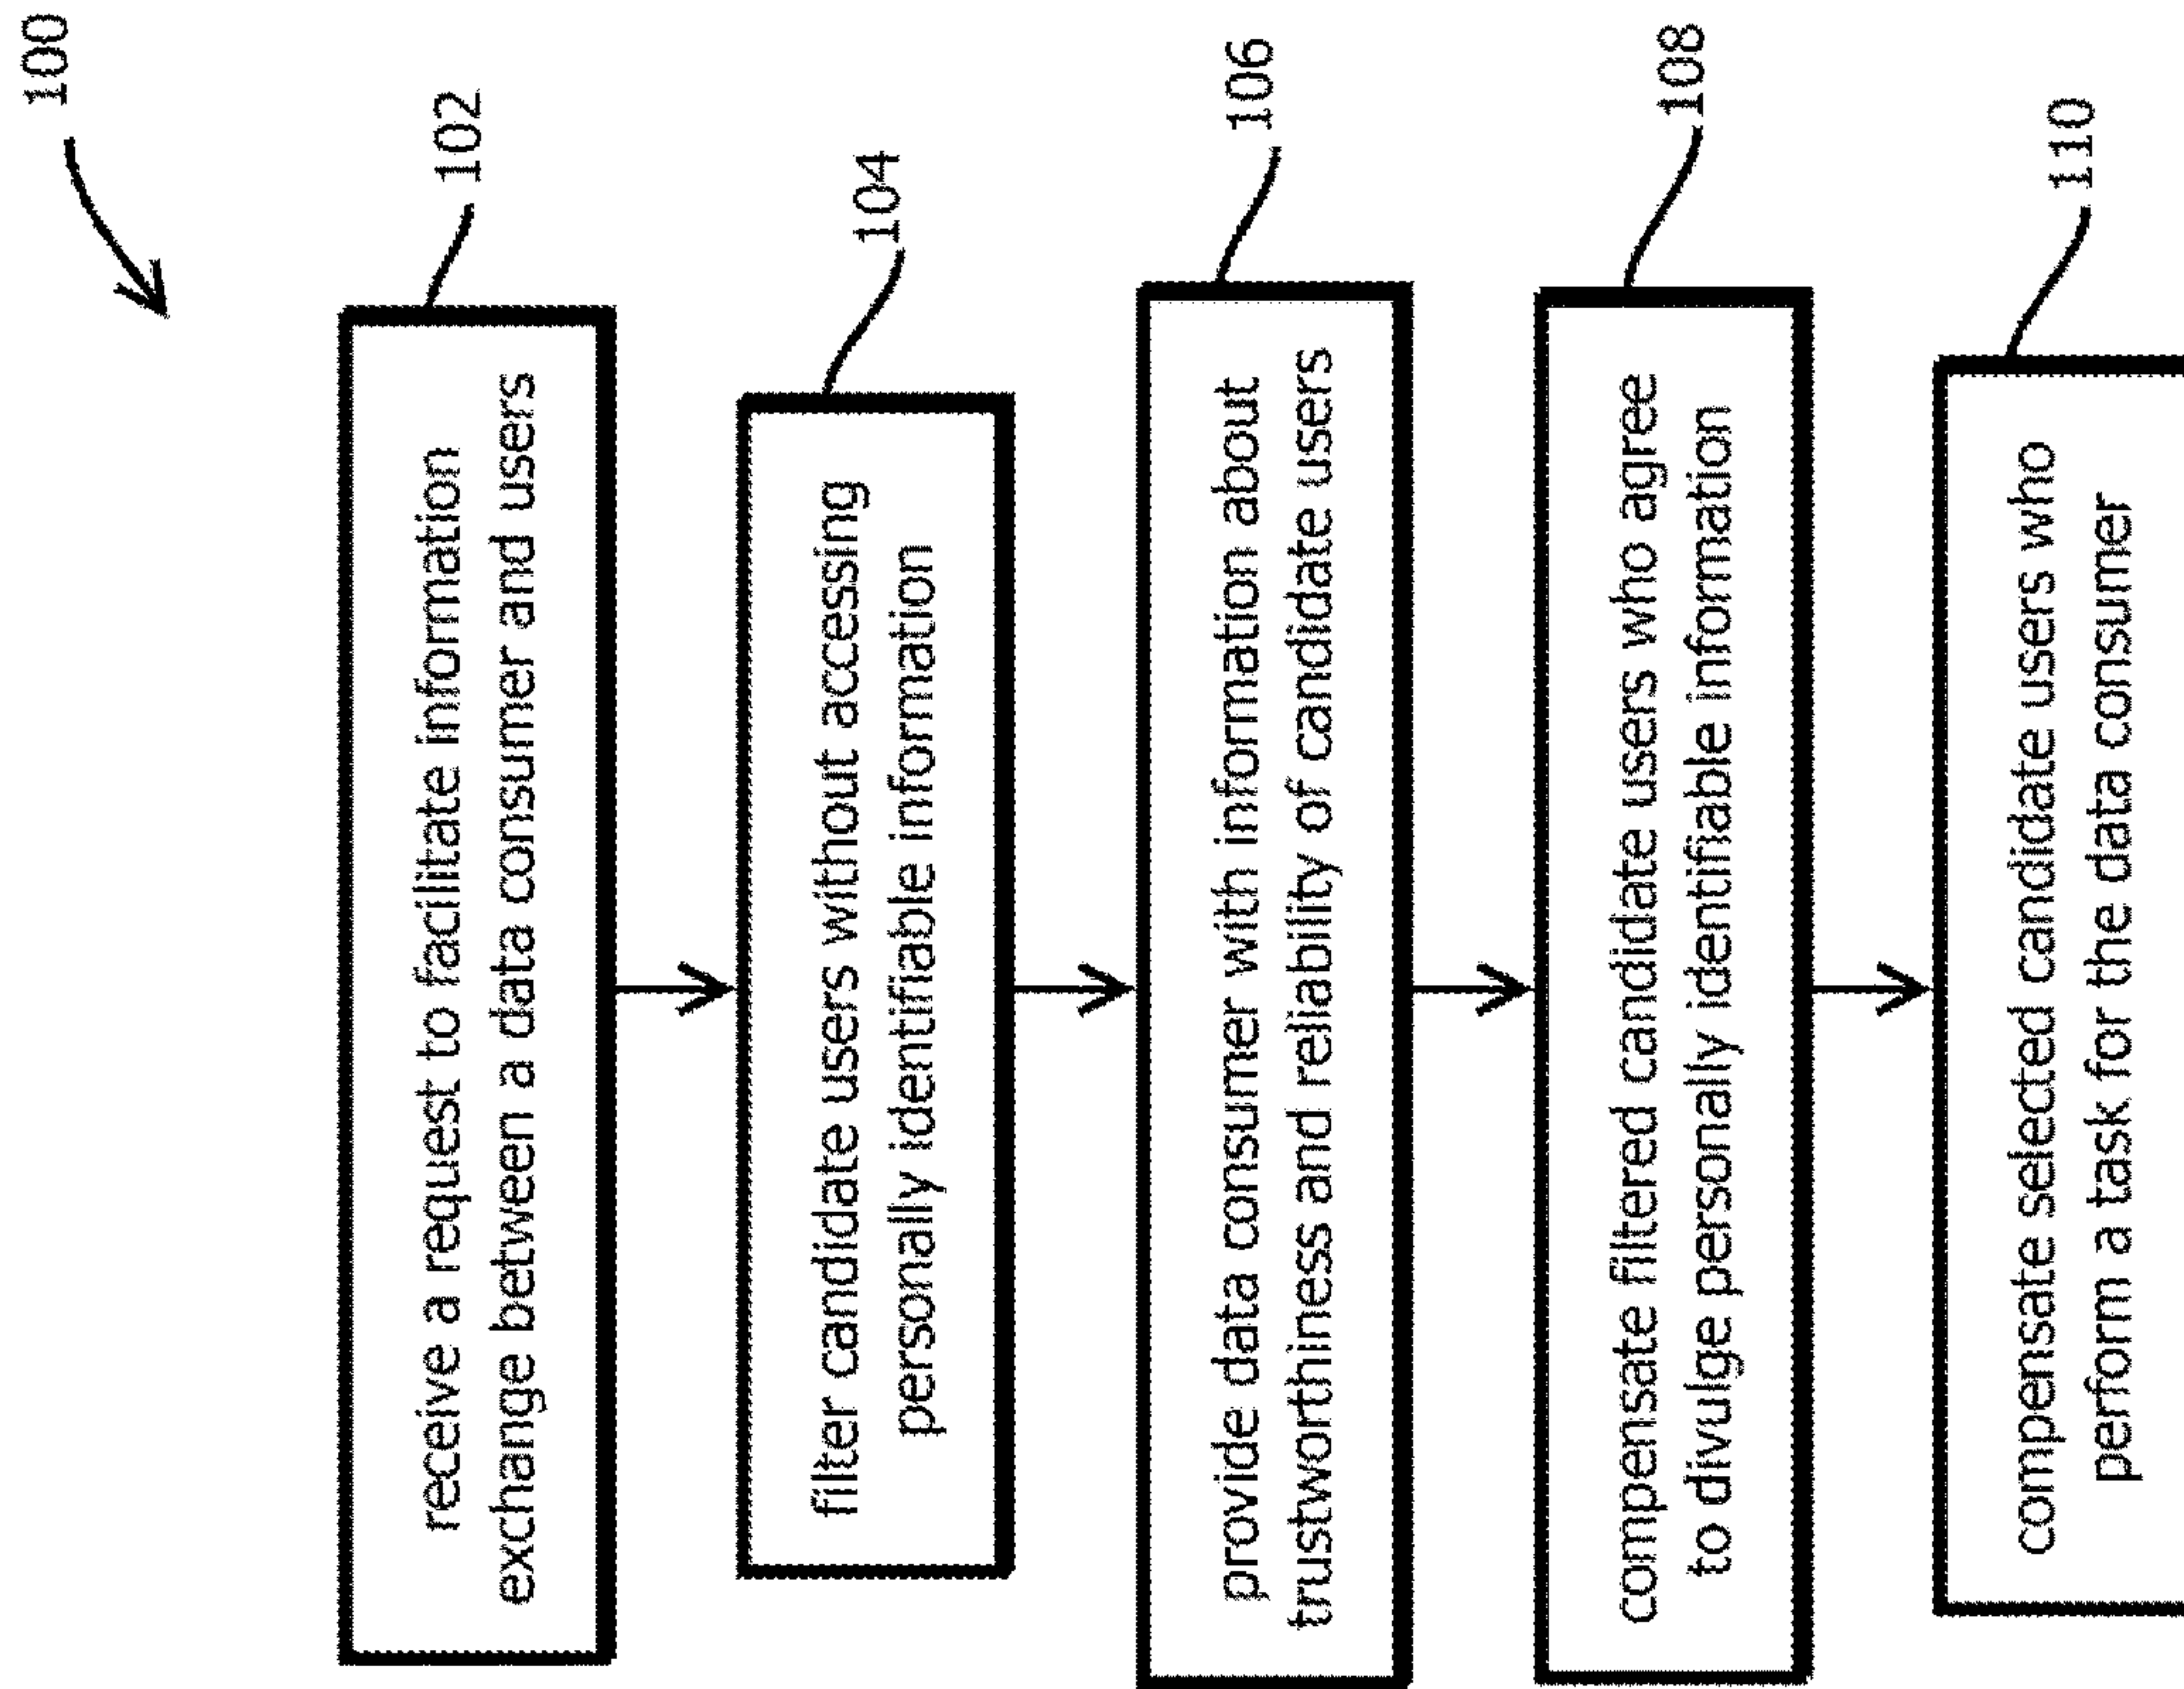 100
102
receive a request to facilitate information
exchange between a data consumer and users
104
filter candidate users without accessing
personally identifiable information
106
provide data consumer with information about
trustworthiness and reliability of candidate users
108
compensate filtered candidate users who agree
to divulge personally identifiable information
110
compensate selected candidate users who
perform a task for the data consumer